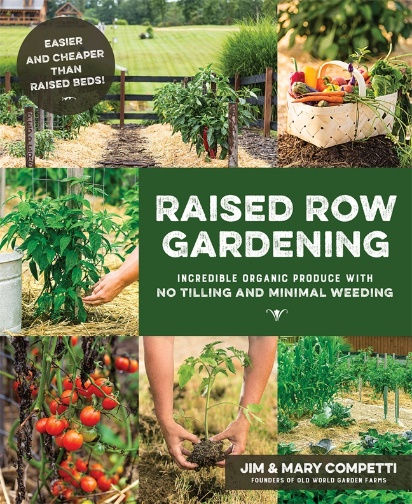 EASIER
AND CHEAPER
THAN
RAISED BEDS!
RAISED ROW
GARDENING
INCREDIBLE ORGANIC PRODUCE WITH
NO TILLING AND MINIMAL WEEDING
JIM & MARY COMPETTI
FOUNDERS OF OLD WORLD GARDEN FARMS